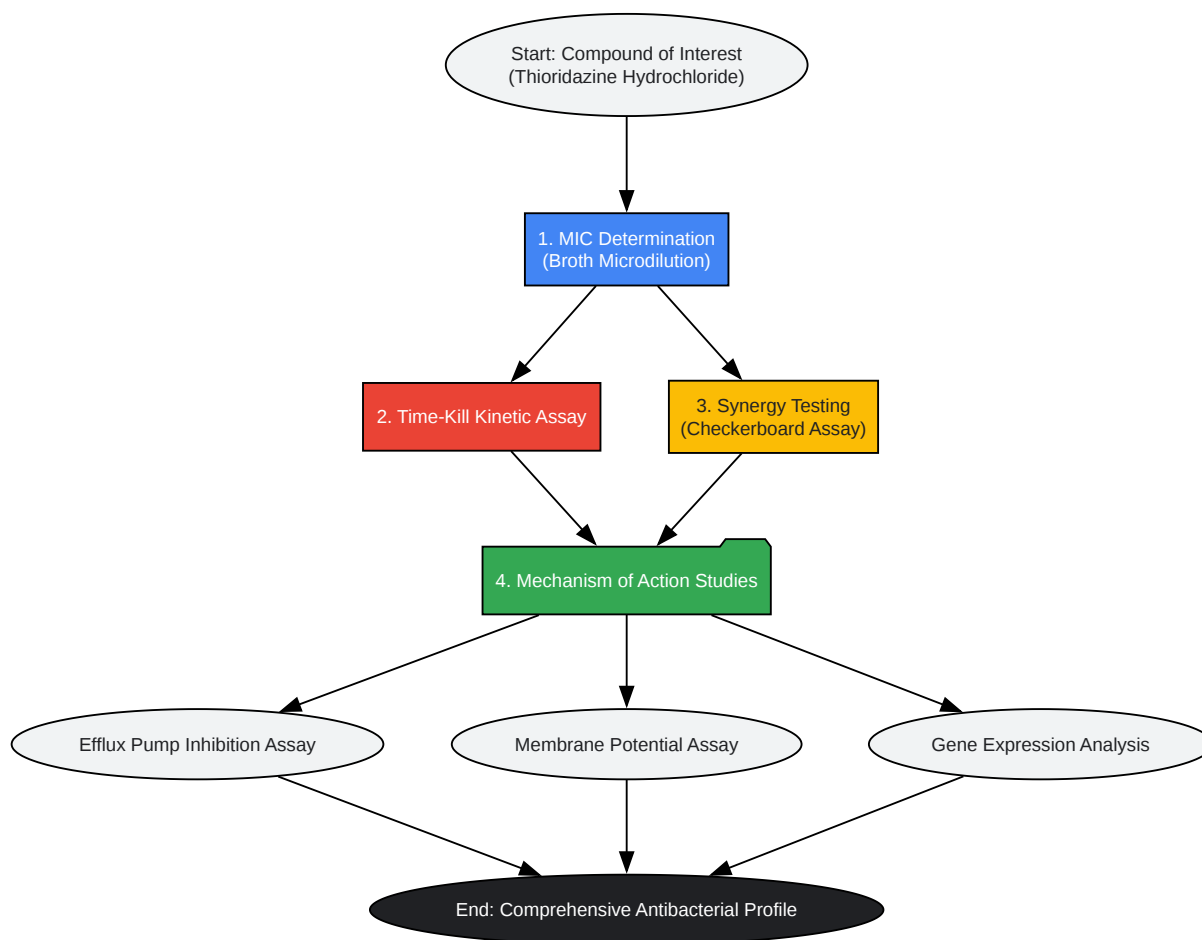 Start: Compound of Interest
(Thioridazine Hydrochloride)
1. MIC Determination
(Broth Microdilution)
2. Time-Kill Kinetic Assay
3. Synergy Testing
(Checkerboard Assay)
4. Mechanism of Action Studies
Efflux Pump Inhibition Assay
Membrane Potential Assay
Gene Expression Analysis
End: Comprehensive Antibacterial Profile